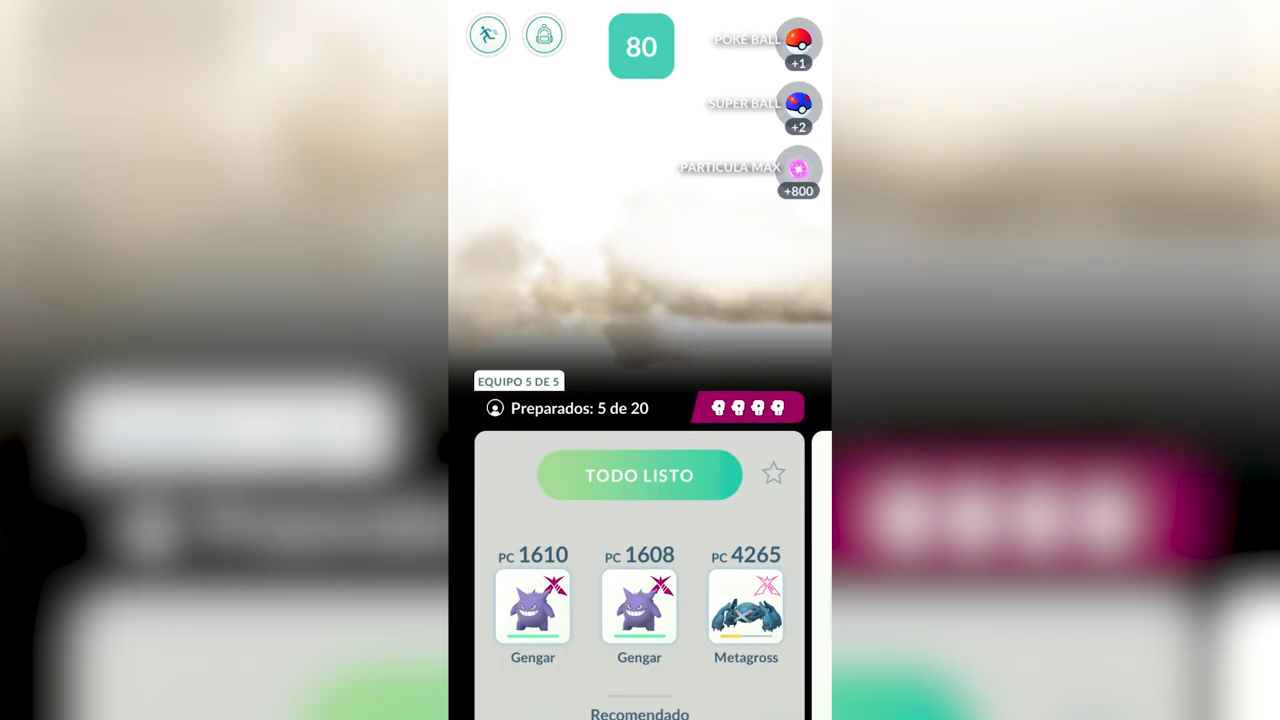 80
POKÉ BALL
+1
SUPER BALL
+2
PARTÍCULA MAX
+800
EQUIPO 5 DE 5
Preparados: 5 de 20
TODO LISTO
PC 1610
PC 1608
PC 4265
Gengar
Gengar
Metagross
Recomendado